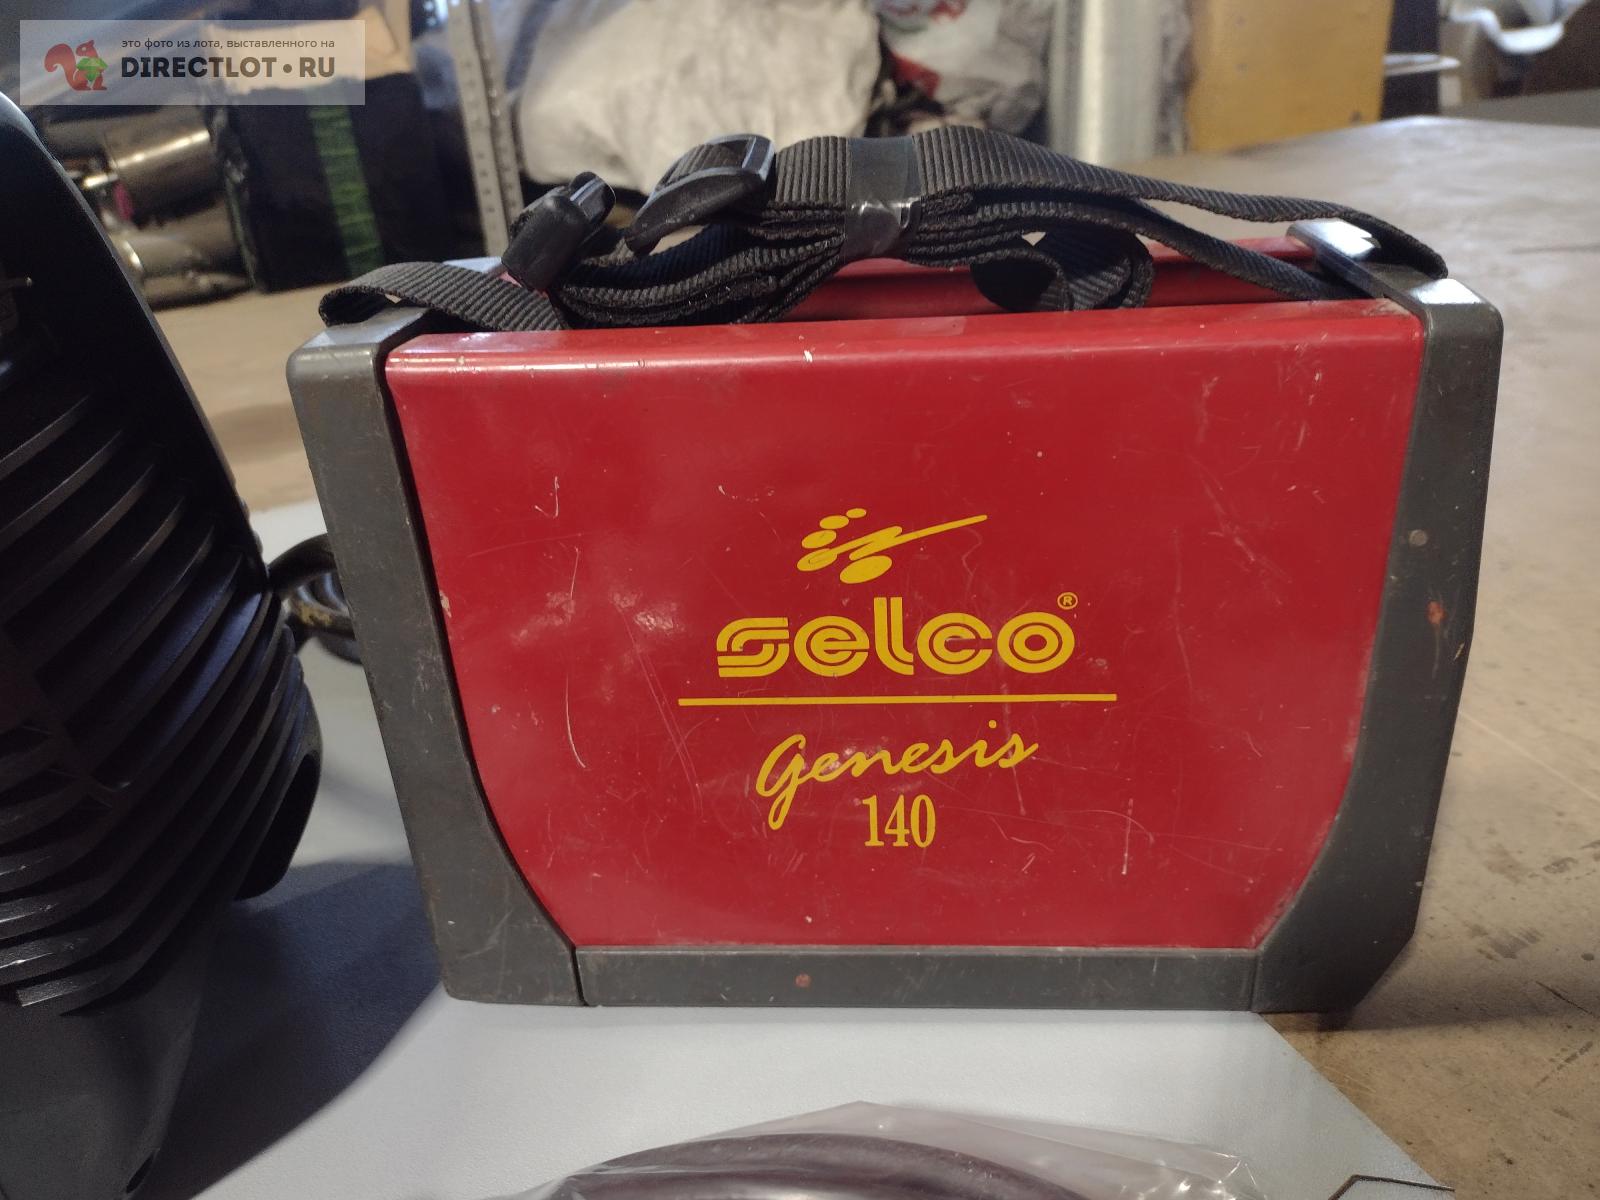 это фото из лота, выставленного на
DIRECTLOT•RU
selco®
Genesis
140